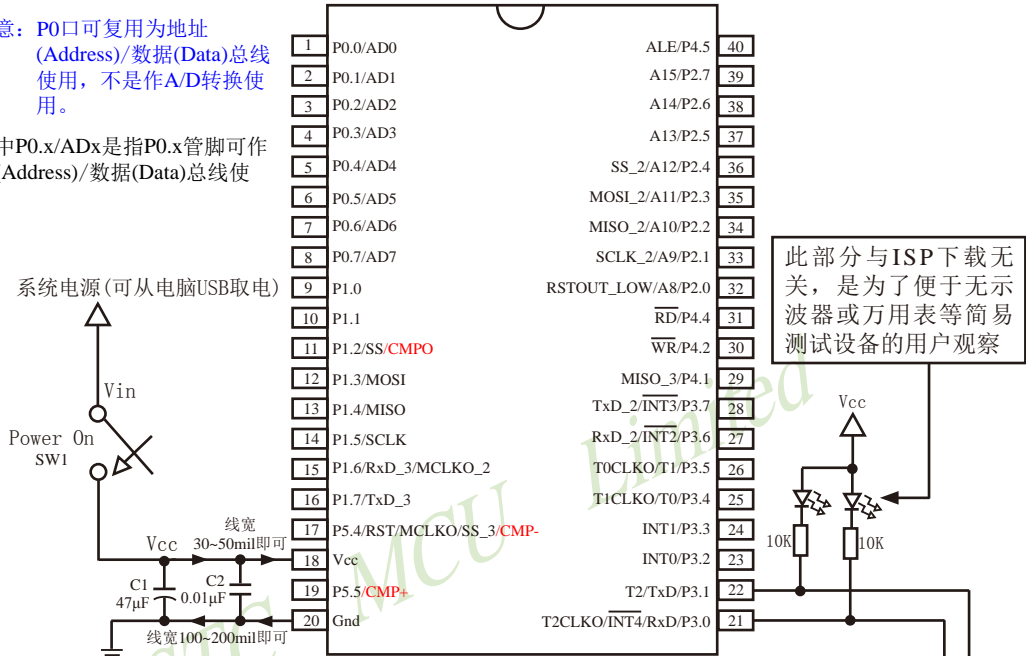 意：P0口可复用为地址
(Address)/数据(Data)总线
使用，不是作A/D转换使
用。
中P0.x/ADx是指P0.x管脚可作
(Address)/数据(Data)总线使
1 P0.0/AD0
2 P0.1/AD1
3 P0.2/AD2
4 P0.3/AD3
5 P0.4/AD4
6 P0.5/AD5
7 P0.6/AD6
8 P0.7/AD7
9 P1.0
10 P1.1
11 P1.2/SS/CMPO
12 P1.3/MOSI
13 P1.4/MISO
14 P1.5/SCLK
15 P1.6/RxD_3/MCLKO_2
16 P1.7/TxD_3
17 P5.4/RST/MCLKO/SS_3/CMP-
18 Vcc
19 P5.5/CMP+
20 Gnd
ALE/P4.5 40
A15/P2.7 39
A14/P2.6 38
A13/P2.5 37
SS_2/A12/P2.4 36
MOSI_2/A11/P2.3 35
MISO_2/A10/P2.2 34
SCLK_2/A9/P2.1 33
RSTOUT_LOW/A8/P2.0 32
RD/P4.4 31
WR/P4.2 30
MISO_3/P4.1 29
TxD_2/INT3/P3.7 28
RxD_2/INT2/P3.6 27
T0CLKO/T1/P3.5 26
T1CLKO/T0/P3.4 25
INT1/P3.3 24
INT0/P3.2 23
T2/TxD/P3.1 22
T2CLKO/INT4/RxD/P3.0 21
系统电源(可从电脑USB取电)
Vin
Power On
SW1
线宽
Vcc 30~50mil即可
C1
47μF
C2
0.01μF
线宽100~200mil即可
此部分与ISP下载无
关，是为了便于无示
波器或万用表等简易
测试设备的用户观察
Vcc
10K
10K
STC MCU Limited